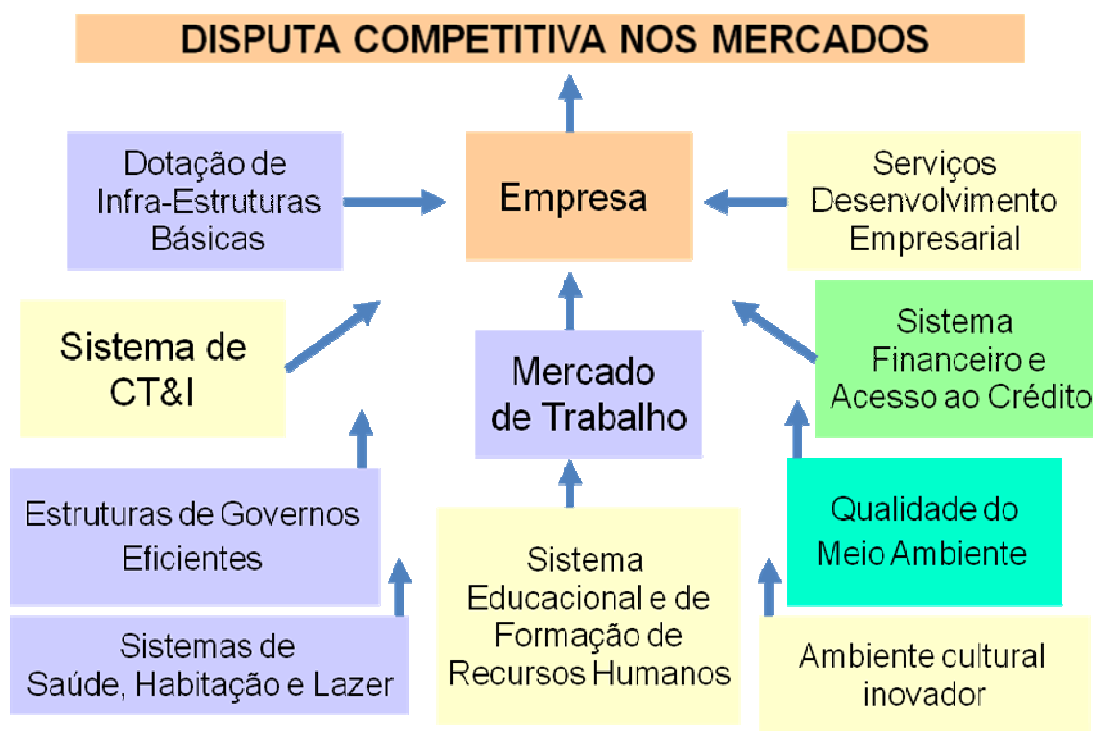 DISPUTA COMPETITIVA NOS MERCADOS
Dotação de
Infra-Estruturas
Básicas
Empresa
Serviços
Desenvolvimento
Empresarial
Sistema de
CT&I
Mercado
de Trabalho
Sistema
Financeiro e
Acesso ao Crédito
Estruturas de Governos
Eficientes
Sistema
Educacional e de
Formação de
Recursos Humanos
Qualidade do
Meio Ambiente
Sistemas de
Saúde, Habitação e Lazer
Ambiente cultural
inovador